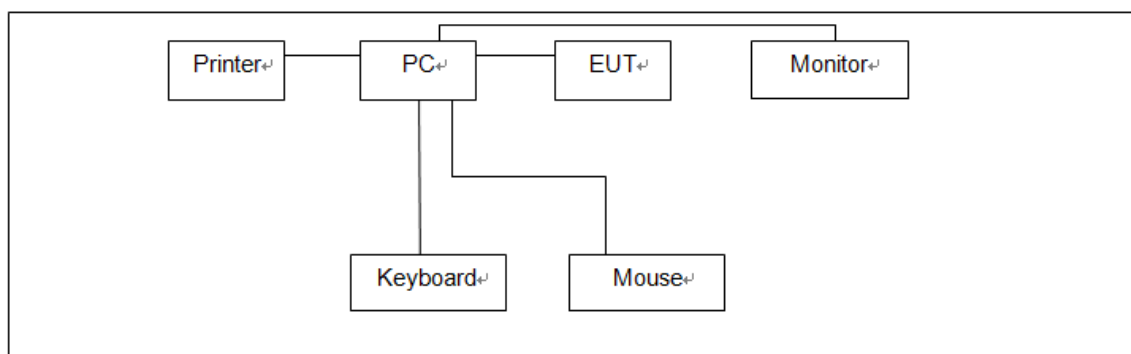 Printer
PC
EUT
Monitor
Keyboard
Mouse